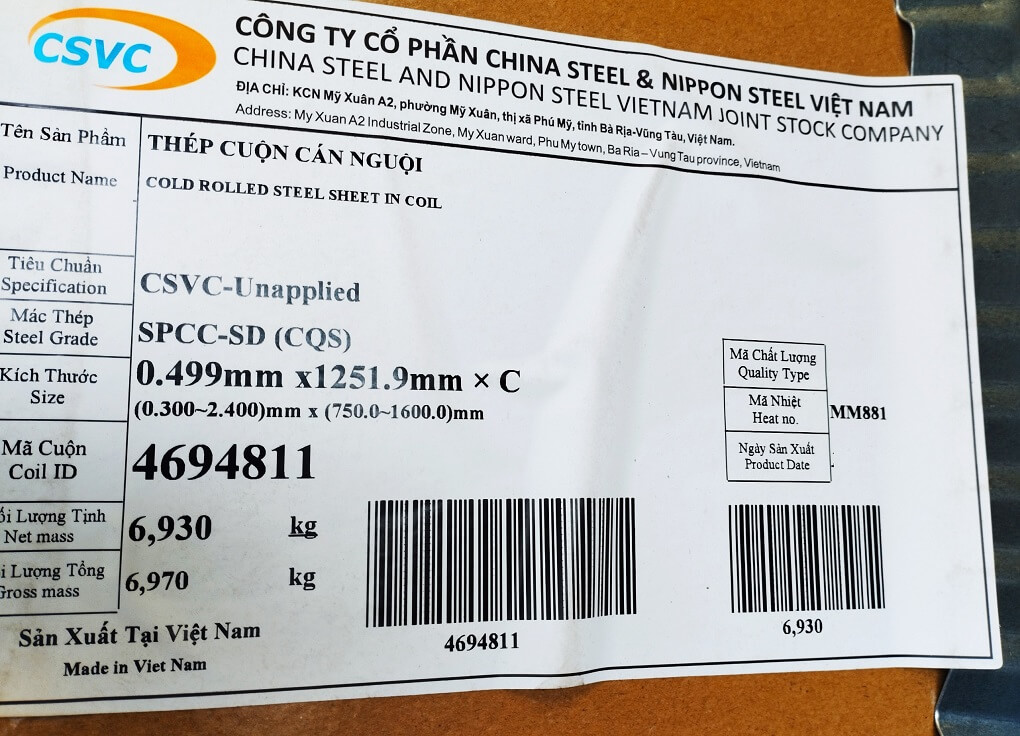 CSVC
CÔNG TY CỔ PHẦN CHINA STEEL & NIPPON STEEL VIỆT NAM
CHINA STEEL AND NIPPON STEEL VIETNAM JOINT STOCK COMPANY
ĐỊA CHỈ: KCN Mỹ Xuân A2, phường Mỹ Xuân, thị xã Phú Mỹ, tỉnh Bà Rịa-Vũng Tàu, Việt Nam.
Address: My Xuan A2 Industrial Zone, My Xuan ward, Phu My town, Ba Ria – Vung Tau province, Vietnam
Tên Sản Phẩm
THÉP CUỘN CÁN NGUỘI
Product Name
COLD ROLLED STEEL SHEET IN COIL
Tiêu Chuẩn
Specification
CSVC-Unapplied
Mác Thép
Steel Grade
SPCC-SD (CQS)
Kích Thước
Size
0.499mm x1251.9mm × C
(0.300~2.400)mm x (750.0~1600.0)mm
Mã Chất Lượng
Quality Type
Mã Nhiệt
Heat no.
MM881
Ngày Sản Xuất
Product Date
Mã Cuộn
Coil ID
4694811
ối Lượng Tịnh
Net mass
6,930 kg
i Lượng Tổng
Gross mass
6,970 kg
4694811
6,930
Sản Xuất Tại Việt Nam
Made in Viet Nam